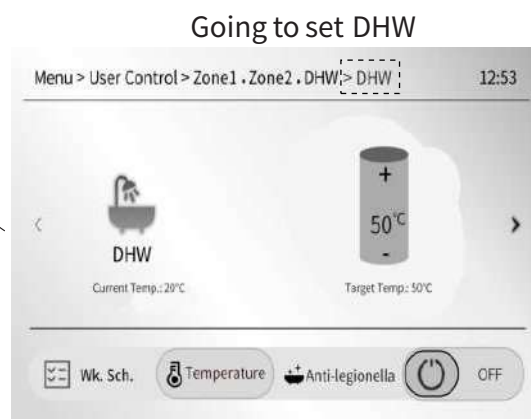 Going to set DHW
Menu > User Control > Zone1 . Zone2 . DHW > DHW 12:53
+
50°C
-
DHW
Current Temp.: 20°C Target Temp.: 50°C
Wk. Sch. Temperature Anti-legionella OFF